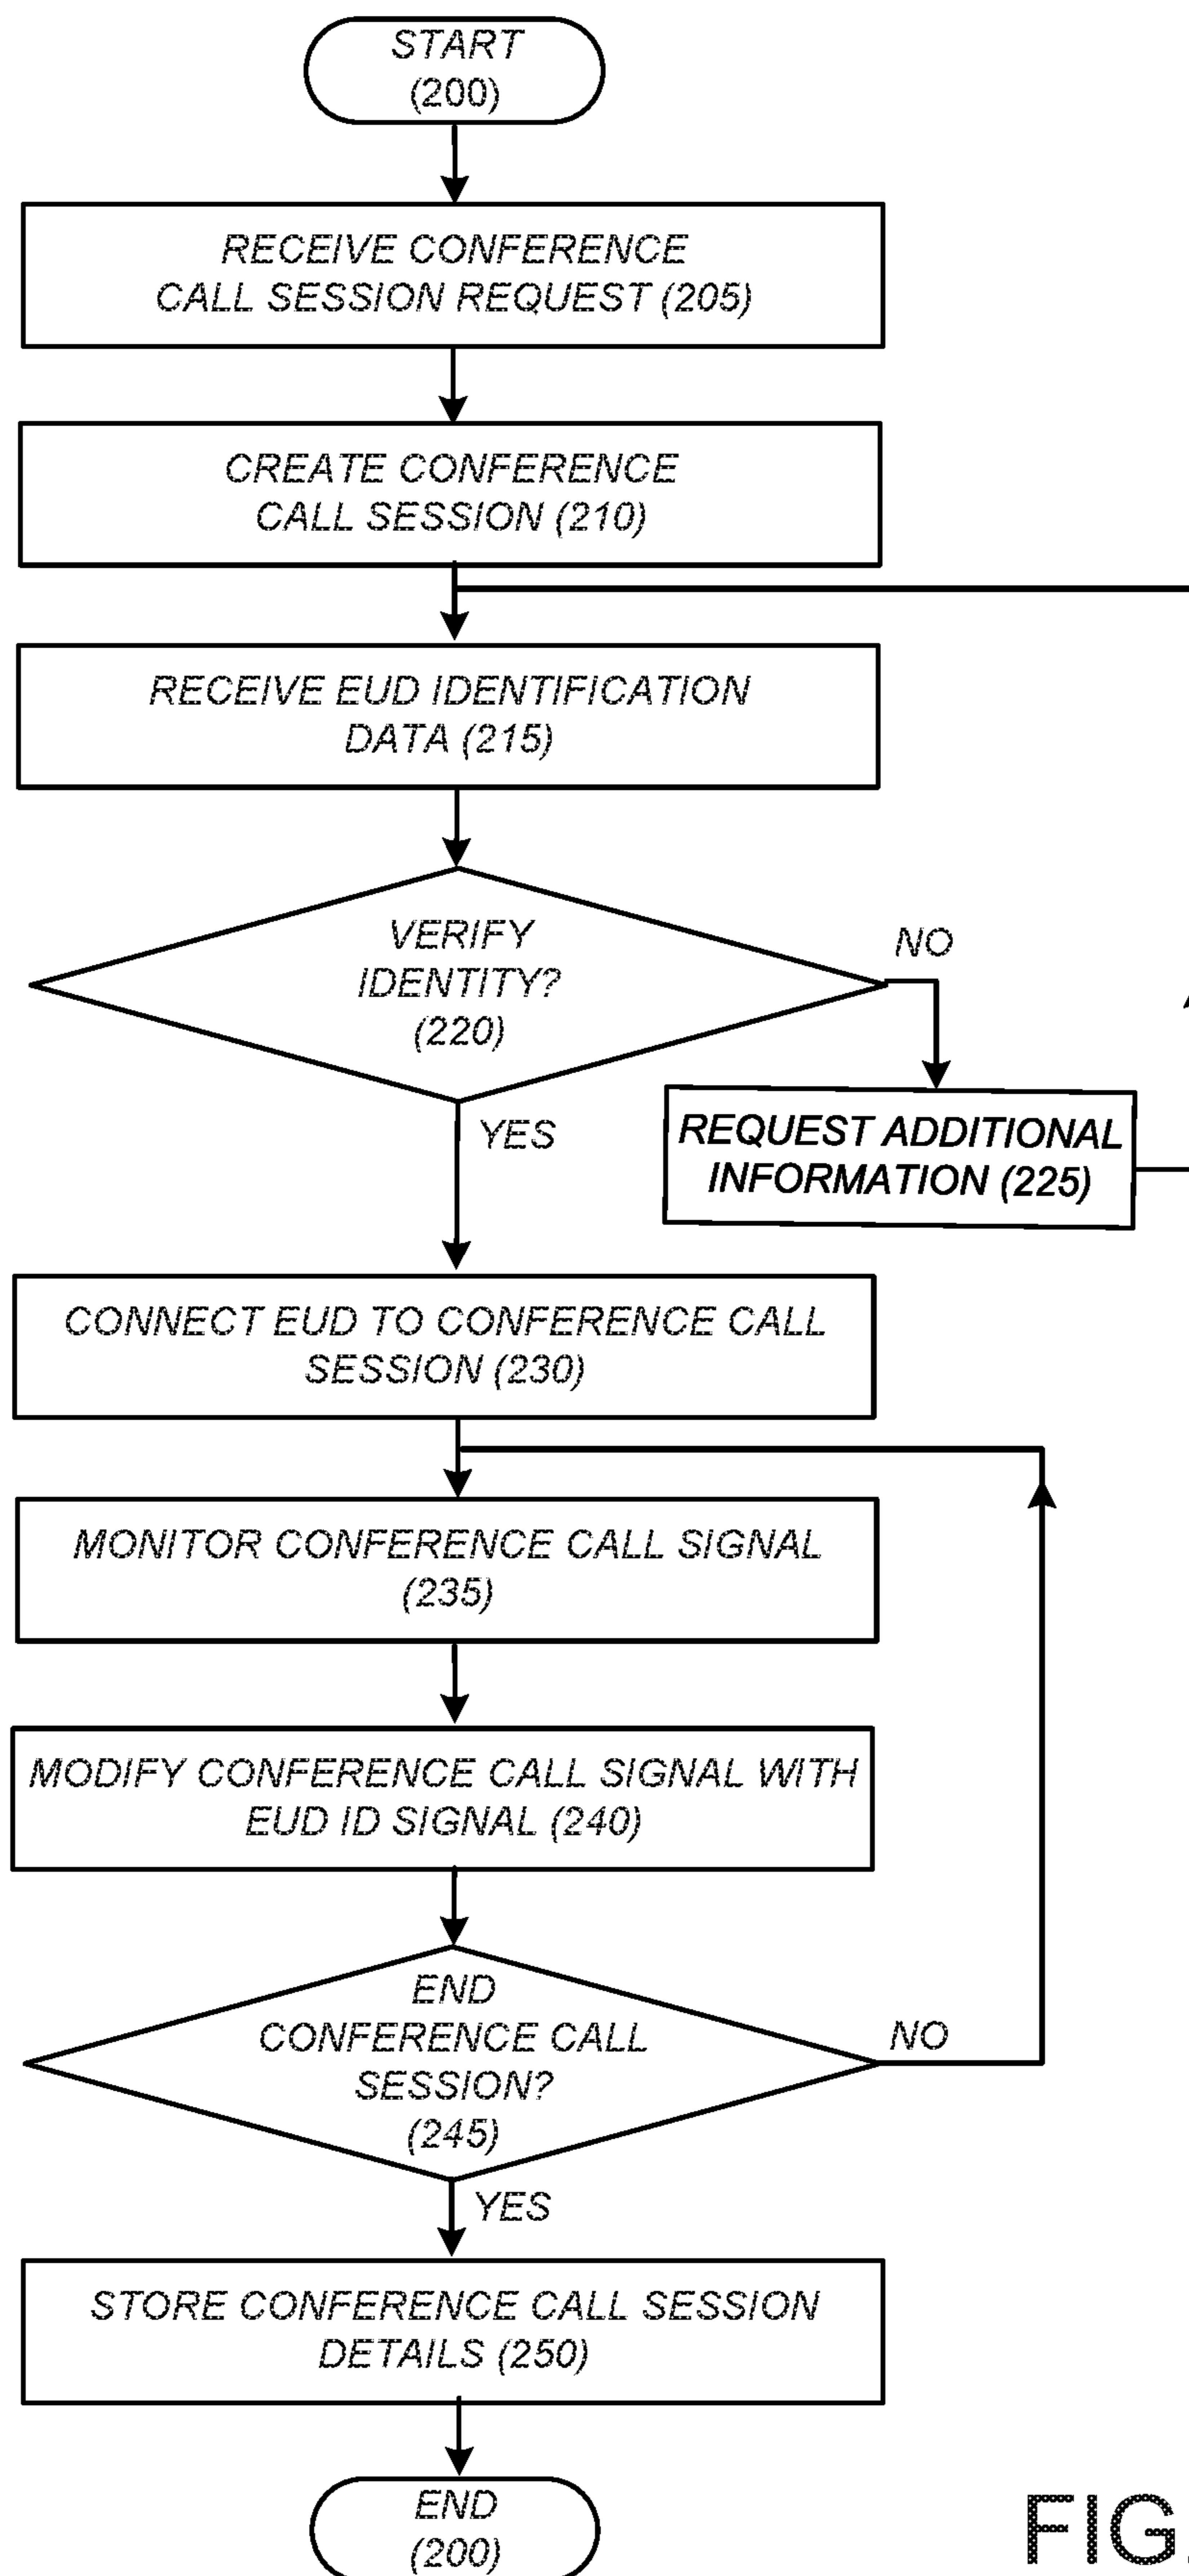 START
(200)
RECEIVE CONFERENCE
CALL SESSION REQUEST (205)
CREATE CONFERENCE
CALL SESSION (210)
RECEIVE EUD IDENTIFICATION
DATA (215)
VERIFY
IDENTITY?
(220)
NO
YES
REQUEST ADDITIONAL
INFORMATION (225)
CONNECT EUD TO CONFERENCE CALL
SESSION (230)
MONITOR CONFERENCE CALL SIGNAL
(235)
MODIFY CONFERENCE CALL SIGNAL WITH
EUD ID SIGNAL (240)
END
CONFERENCE CALL
SESSION?
(245)
NO
YES
STORE CONFERENCE CALL SESSION
DETAILS (250)
END
(200)
FIG.